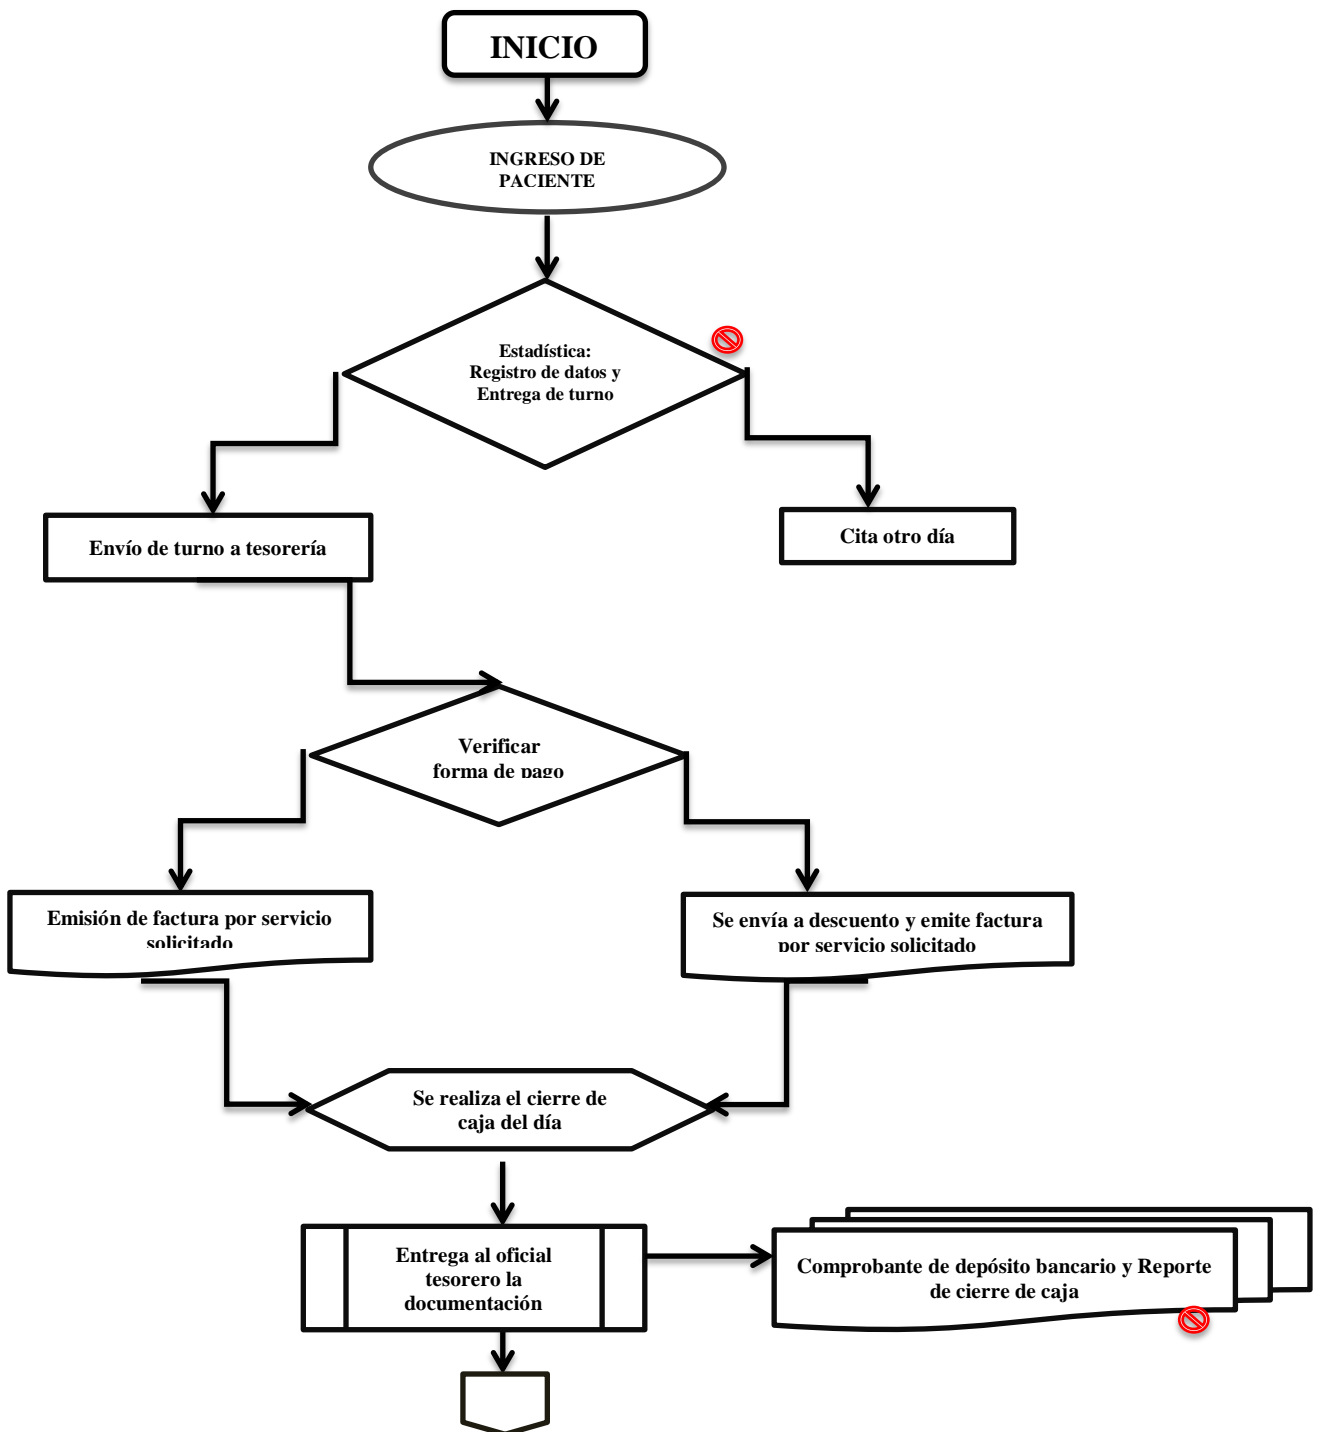 INICIO
INGRESO DE
PACIENTE
Estadística:
Registro de datos y
Entrega de turno
Envío de turno a tesorería
Cita otro día
Verificar
forma de pago
Emisión de factura por servicio
solicitado
Se envía a descuento y emite factura
por servicio solicitado
Se realiza el cierre de
caja del día
Entrega al oficial
tesorero la
documentación
Comprobante de depósito bancario y Reporte
de cierre de caja